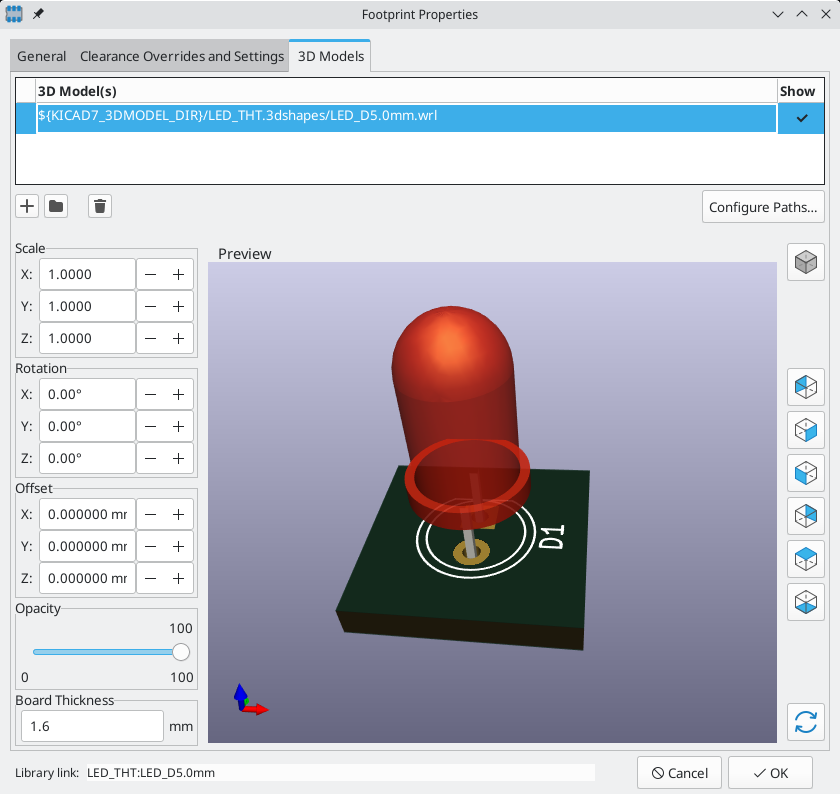 Footprint Properties
General Clearance Overrides and Settings 3D Models
3D Model(s) Show
${KICAD7_3DMODEL_DIR}/LED_THT.3dshapes/LED_D5.0mm.wrl
Configure Paths...
Scale
X: 1.0000
Y: 1.0000
Z: 1.0000
Rotation
X: 0.00°
Y: 0.00°
Z: 0.00°
Offset
X: 0.000000 mr
Y: 0.000000 mr
Z: 0.000000 mr
Opacity
100
0 100
Board Thickness
1.6 mm
Preview
D1
Library link: LED_THT:LED_D5.0mm
Cancel OK